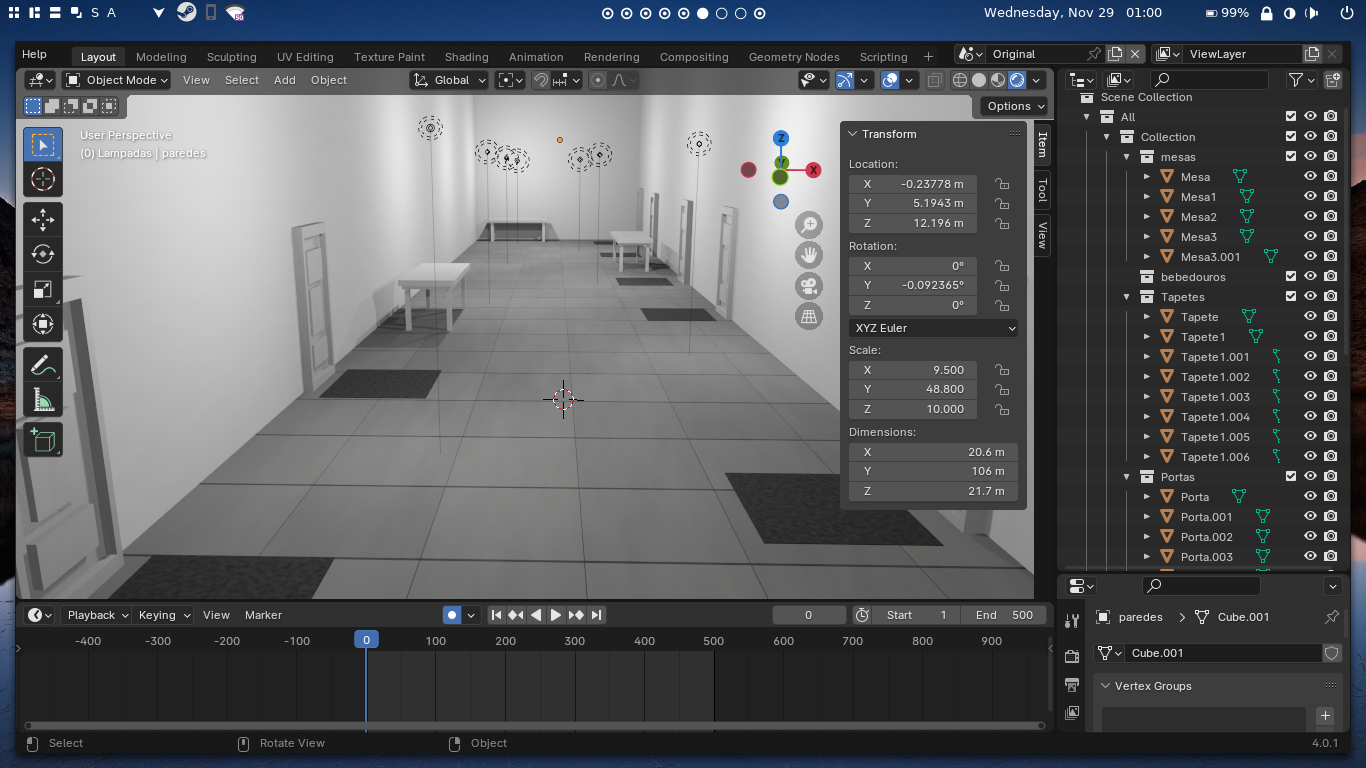 S A
Wednesday, Nov 29 01:00
99%
Help
Layout
Modeling
Sculpting
UV Editing
Texture Paint
Shading
Animation
Rendering
Compositing
Geometry Nodes
Scripting
Original
ViewLayer
Object Mode
View
Select
Add
Object
Global
Options
User Perspective
(0) Lampadas | paredes
Z
Y
X
Item
Tool
View
Transform
Location:
X -0.23778 m
Y 5.1943 m
Z 12.196 m
Rotation:
X 0°
Y -0.092365°
Z 0°
XYZ Euler
Scale:
X 9.500
Y 48.800
Z 10.000
Dimensions:
X 20.6 m
Y 106 m
Z 21.7 m
Scene Collection
All
Collection
mesas
Mesa
Mesa1
Mesa2
Mesa3
Mesa3.001
bebedouros
Tapetes
Tapete
Tapete1
Tapete1.001
Tapete1.002
Tapete1.003
Tapete1.004
Tapete1.005
Tapete1.006
Portas
Porta
Porta.001
Porta.002
Porta.003
Playback
Keying
View
Marker
0
Start 1
End 500
-400 -300 -200 -100 0 100 200 300 400 500 600 700 800 900
paredes
Cube.001
Cube.001
Vertex Groups
Select
Rotate View
Object
4.0.1